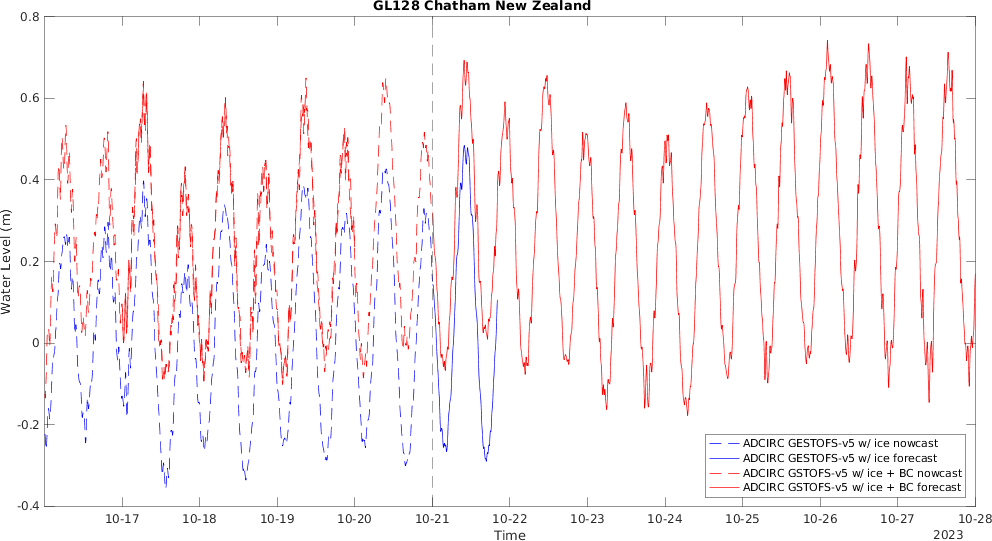 GL128 Chatham New Zealand
0.8
0.6
0.4
0.2
0
-0.2
-0.4
Water Level (m)
ADCIRC GESTOFS-v5 w/ ice nowcast
ADCIRC GESTOFS-v5 w/ ice forecast
ADCIRC GSTOFS-v5 w/ ice + BC nowcast
ADCIRC GSTOFS-v5 w/ ice + BC forecast
10-17 10-18 10-19 10-20 10-21 10-22 10-23 10-24 10-25 10-26 10-27 10-28
Time
2023